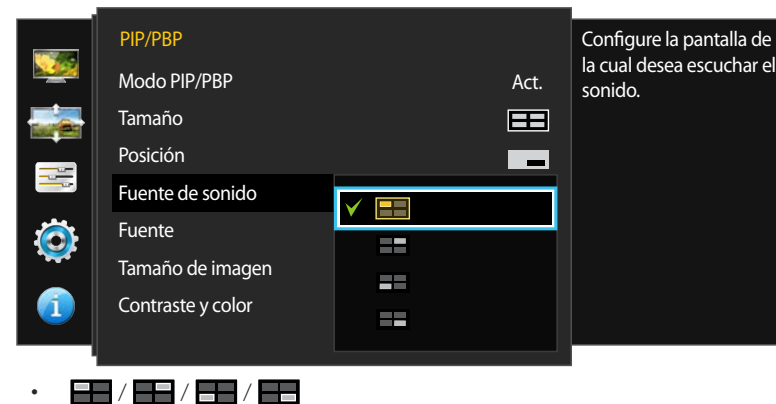 PIP/PBP
Modo PIP/PBP Act.
Tamaño
Posición
Fuente de sonido
Fuente
Tamaño de imagen
Contraste y color
Configure la pantalla de
la cual desea escuchar el
sonido.
i
• / / /